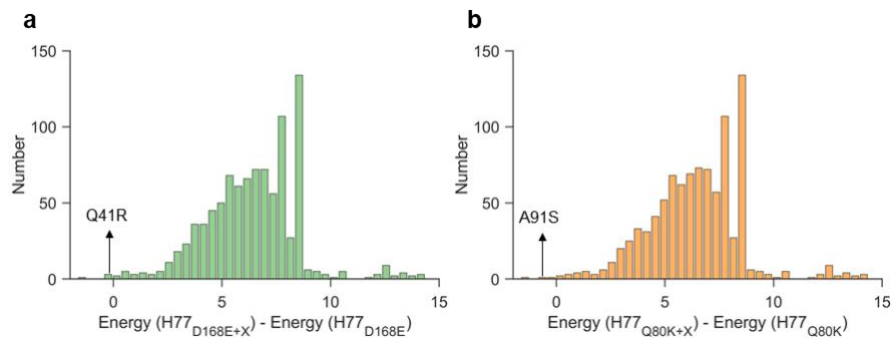 a
150
100
50
0
Number
Q41R
0 5 10 15
Energy (H77D168E+X) - Energy (H77D168E)
b
150
100
50
0
Number
A91S
0 5 10 15
Energy (H77Q80K+X) - Energy (H77Q80K)